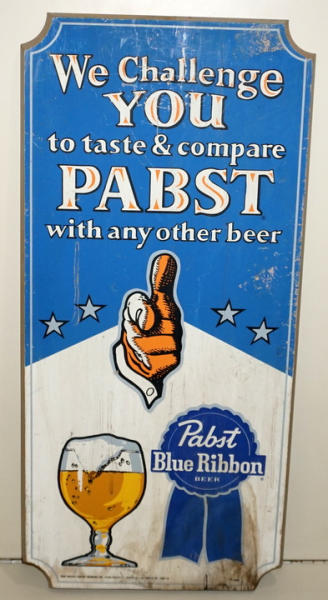 We Challenge
YOU
to taste & compare
PABST
with any other beer
Pabst
Blue Ribbon
BEER